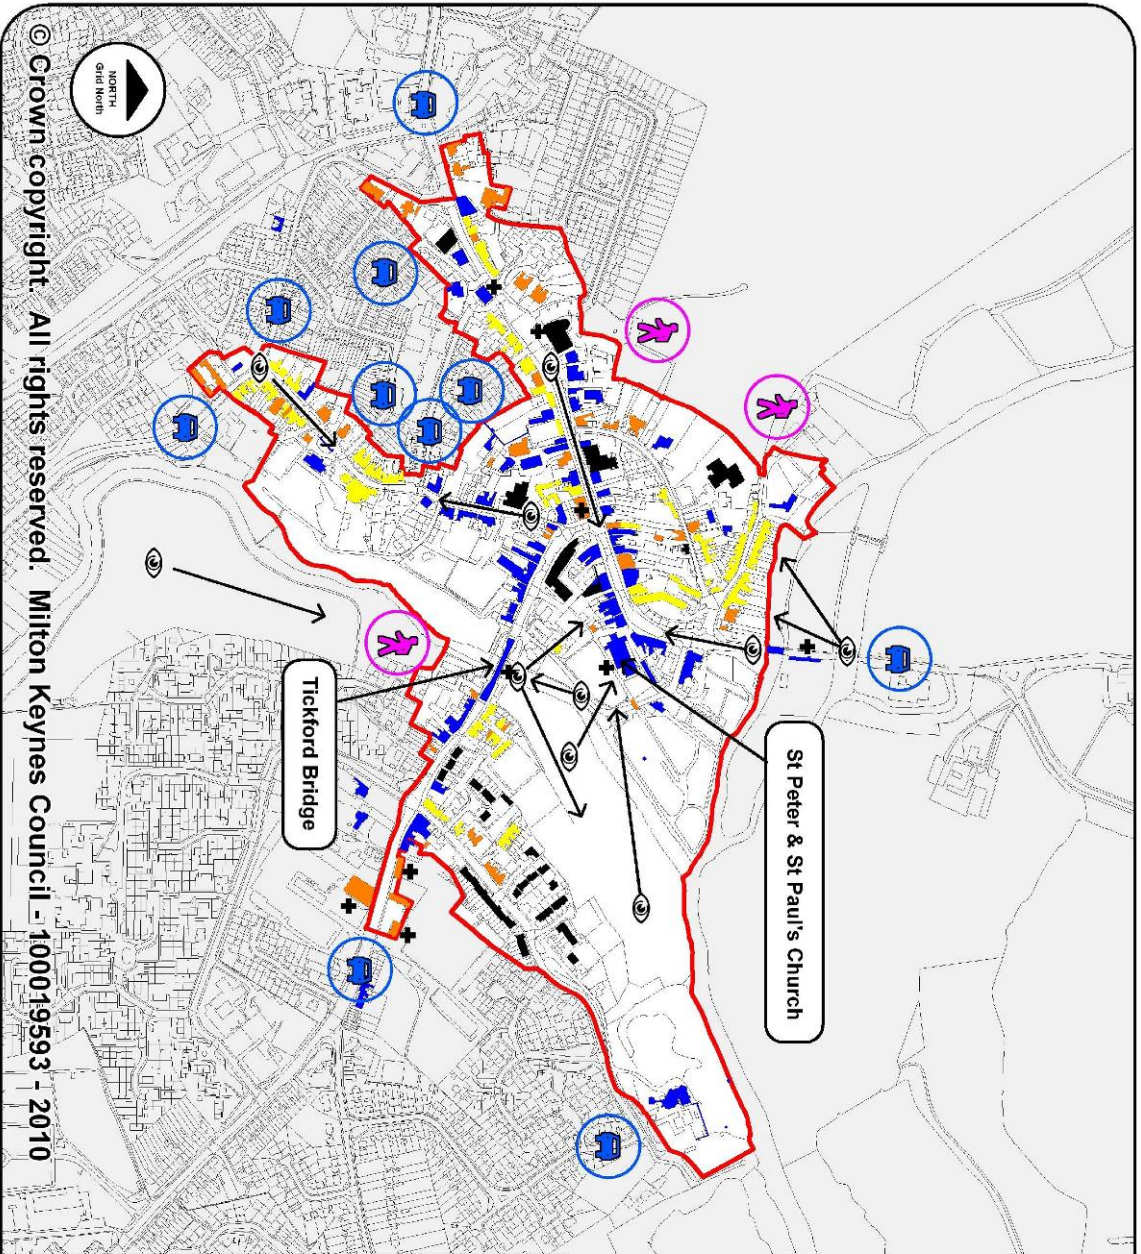 St Peter & St Paul's Church
Tickford Bridge
NORTH
Grid North
© Crown copyright. All rights reserved. Milton Keynes Council - 100019593 - 2010